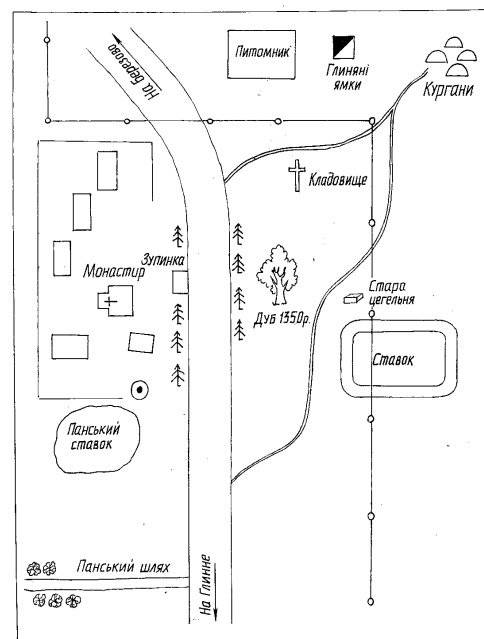 Питомник
Глиняні
ямки
Кургани
На Березово
Кладовище
Зупинка
Монастир
Дуб 1350р.
Стара
цегельня
Ставок
Панський
ставок
Панський шлях
На Глинне